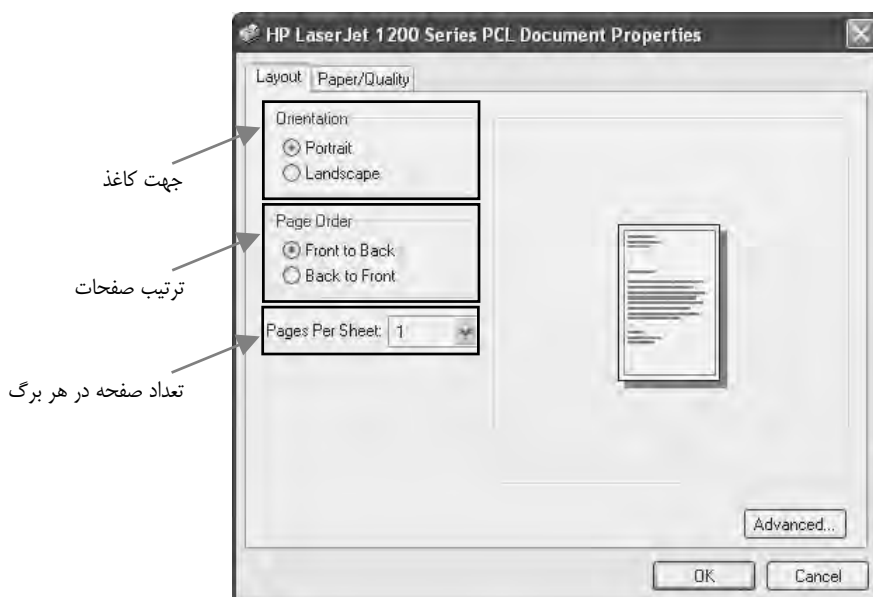 HP LaserJet 1200 Series PCL Document Properties
Layout
Paper/Quality
Orientation
Portrait
Landscape
جهت کاغذ
Page Order
Front to Back
Back to Front
ترتیب صفحات
Pages Per Sheet: 1
تعداد صفحه در هر برگ
Advanced...
OK
Cancel